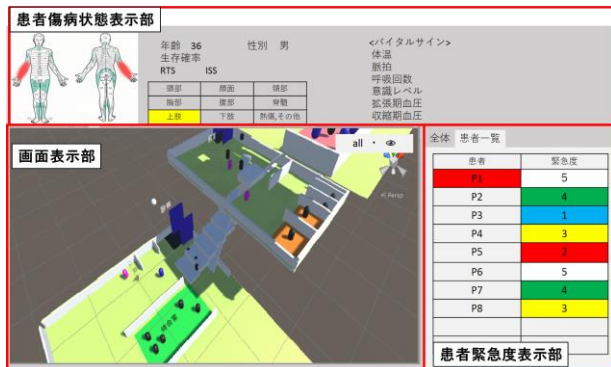 患者傷病状態表示部
年齢 36 性別 男
生存確率
RTS ISS
頭部 顔面 頸部
胸部 腹部 脊髄
上肢 下肢 熱傷,その他
<バイタルサイン>
体温
脈拍
呼吸回数
意識レベル
拡張期血圧
収縮期血圧
画面表示部
all
Persp
待合室
全体 患者一覧
患者 緊急度
P1 5
P2 4
P3 1
P4 3
P5 2
P6 5
P7 4
P8 3
患者緊急度表示部